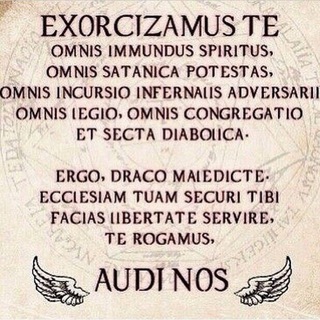 EXORCIZAMUS TE
OMNIS IMMUNDUS SPIRITUS,
OMNIS SATANICA POTESTAS,
OMNIS INCURSIO INFERNALIS ADVERSARII
OMNIS LEGIO, OMNIS CONGREGATIO
ET SECTA DIABOLICA.
ERGO, DRACO MALEDICTE.
ECCLESIAM TUAM SECURI TIBI
FACIAS LIBERTATE SERVIRE,
TE ROGAMUS,
AUDI NOS